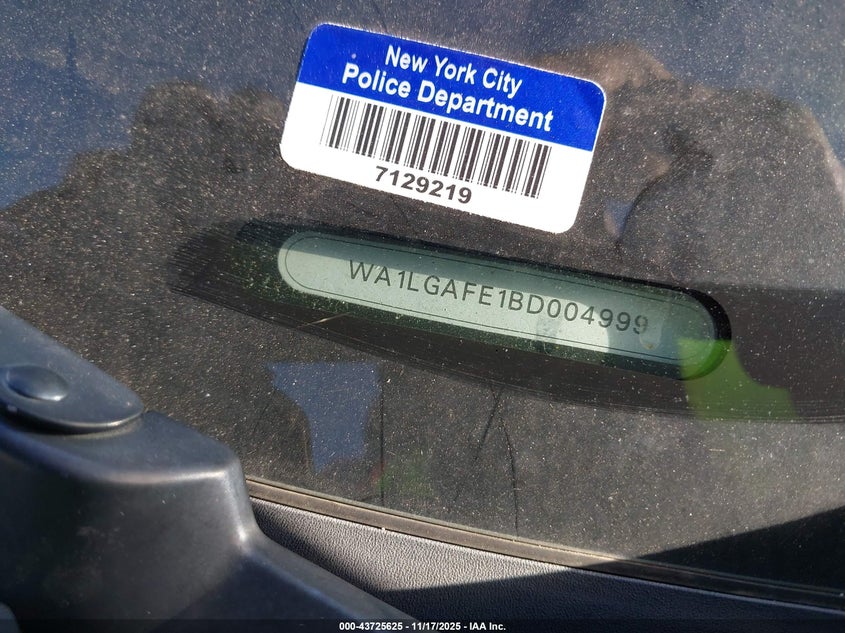 New York City
Police Department
7129219
WA1LGAFE1BD004999
000-43725625 - 11/17/2025 - IAA Inc.